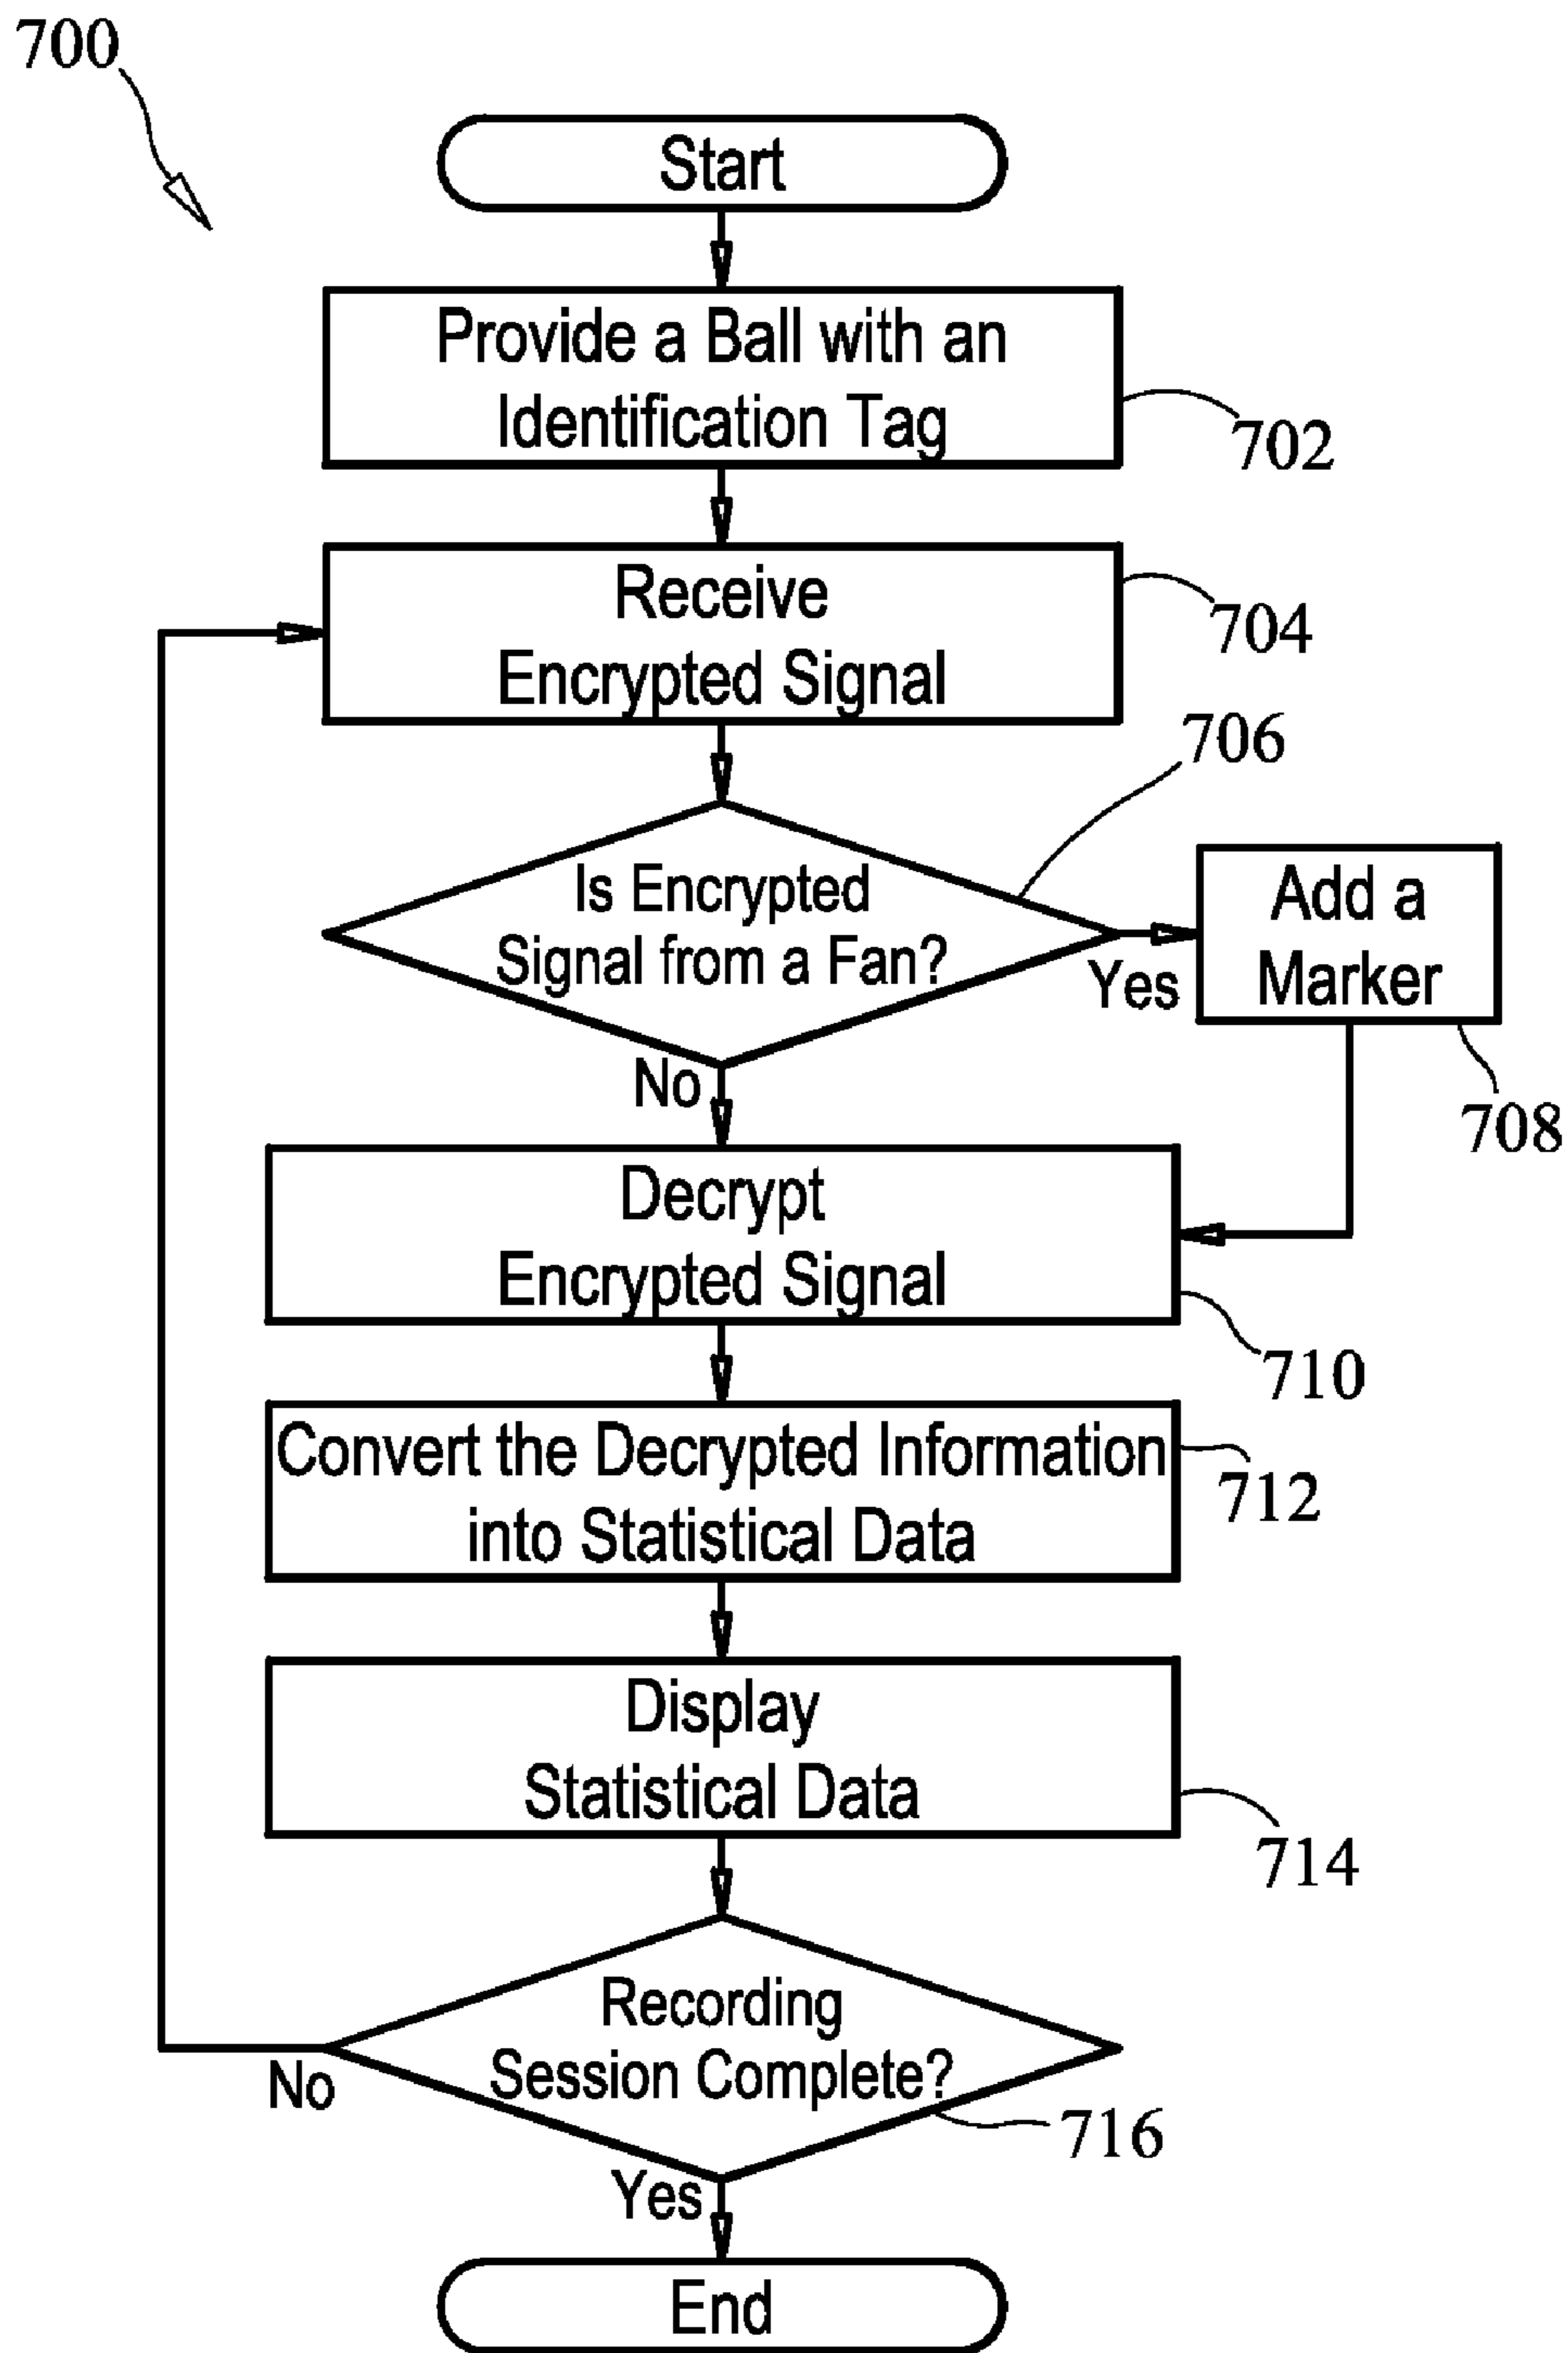 700
Start
Provide a Ball with an
Identification Tag
702
Receive
Encrypted Signal
704
706
Is Encrypted
Signal from a Fan?
Yes
Add a
Marker
708
No
Decrypt
Encrypted Signal
710
Convert the Decrypted Information
into Statistical Data
712
Display
Statistical Data
714
Recording
Session Complete?
No
716
Yes
End